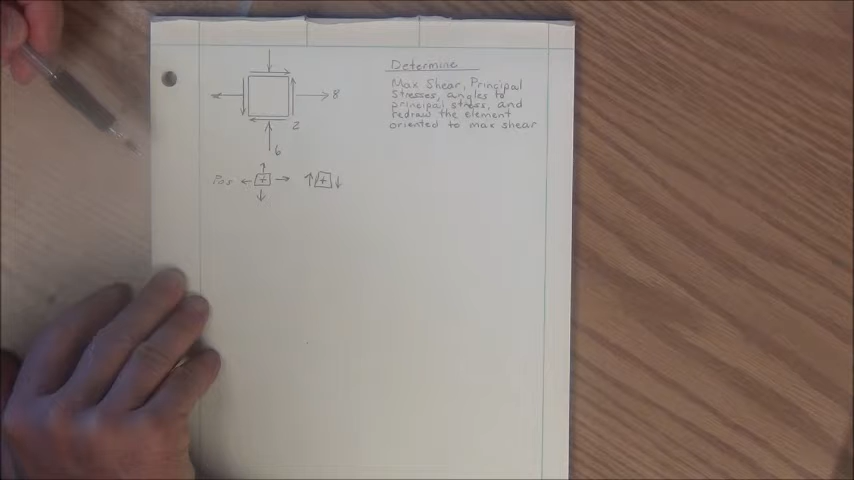 Determine
Max Shear, Principal
Stresses, angles to
principal stress, and
redraw the element
oriented to max shear
8
2
6
Pos + +